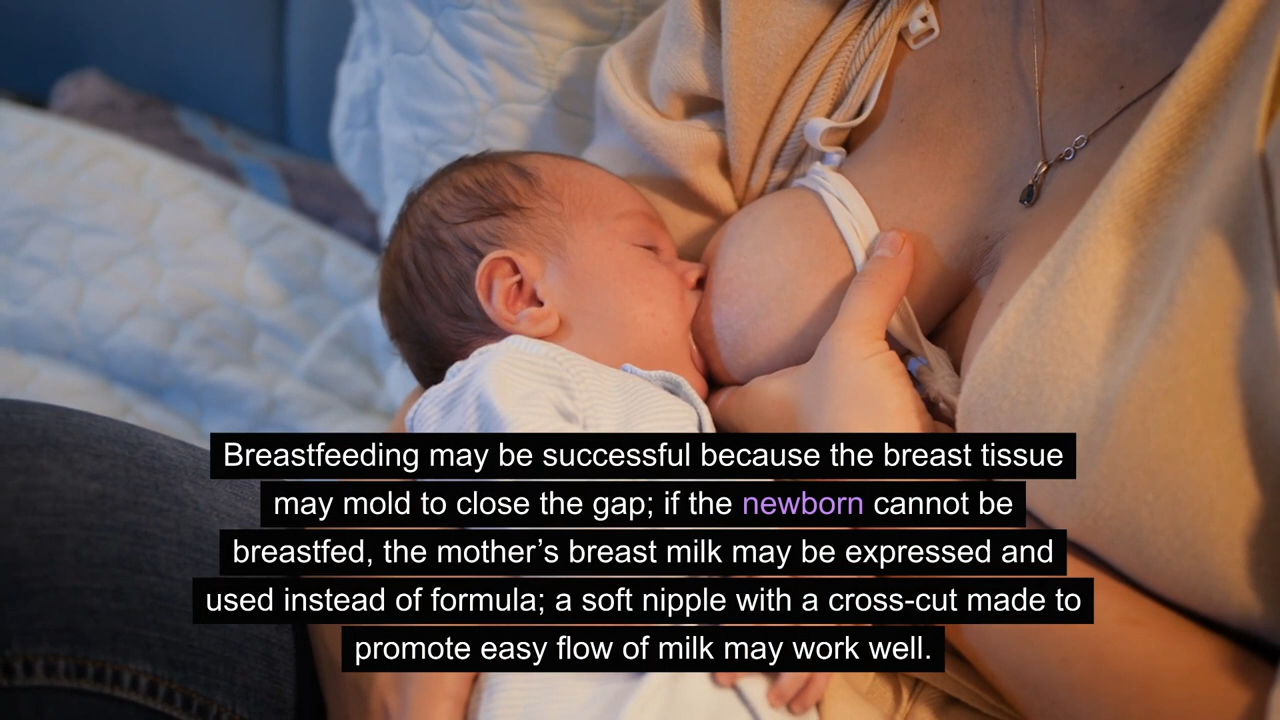 Breastfeeding may be successful because the breast tissue
may mold to close the gap; if the newborn cannot be
breastfed, the mother’s breast milk may be expressed and
used instead of formula; a soft nipple with a cross-cut made to
promote easy flow of milk may work well.